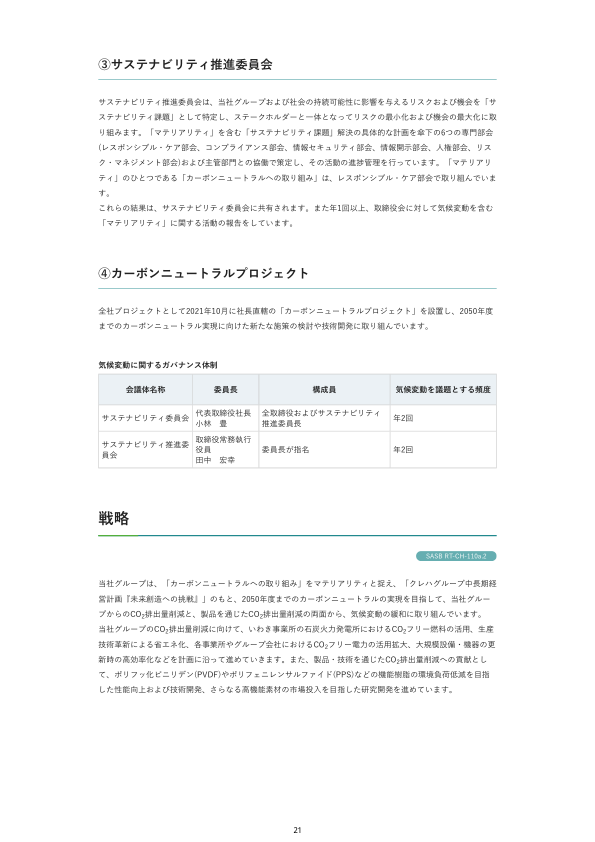 ③サステナビリティ推進委員会
サステナビリティ推進委員会は、当社グループおよび社会の持続可能性に影響を与えるリスクおよび機会を「サ
ステナビリティ課題」として特定し、ステークホルダーと一体となってリスクの最小化および機会の最大化に取
り組みます。「マテリアリティ」を含む「サステナビリティ課題」解決の具体的な計画を傘下の6つの専門部会
(レスポンシブル・ケア部会、コンプライアンス部会、情報セキュリティ部会、情報開示部会、人権部会、リス
ク・マネジメント部会)および主管部門との協働で策定し、その活動の進捗管理を行っています。「マテリアリ
ティ」のひとつである「カーボンニュートラルへの取り組み」は、レスポンシブル・ケア部会で取り組んでいま
す。
これらの結果は、サステナビリティ委員会に共有されます。また年1回以上、取締役会に対して気候変動を含む
「マテリアリティ」に関する活動の報告をしています。
④カーボンニュートラルプロジェクト
全社プロジェクトとして2021年10月に社長直轄の「カーボンニュートラルプロジェクト」を設置し、2050年度
までのカーボンニュートラル実現に向けた新たな施策の検討や技術開発に取り組んでいます。
気候変動に関するガバナンス体制
会議体名称 委員長 構成員 気候変動を議題とする頻度
サステナビリティ委員会 代表取締役社長 全取締役およびサステナビリティ 年2回
小林　豊 推進委員長
サステナビリティ推進委 取締役常務執行 委員長が指名 年2回
員会 役員
田中　宏幸
戦略
SASB RT-CH-110a.2
当社グループは、「カーボンニュートラルへの取り組み」をマテリアリティと捉え、「クレハグループ中長期経
営計画『未来創造への挑戦』」のもと、2050年度までのカーボンニュートラルの実現を目指して、当社グルー
プからのCO₂排出量削減と、製品を通じたCO₂排出量削減の両面から、気候変動の緩和に取り組んでいます。
当社グループのCO₂排出量削減に向けて、いわき事業所の石炭火力発電所におけるCO₂フリー燃料の活用、生産
技術革新による省エネ化、各事業所やグループ会社におけるCO₂フリー電力の活用拡大、大規模設備・機器の更
新時の高効率化などを計画に沿って進めていきます。また、製品・技術を通じたCO₂排出量削減への貢献とし
て、ポリフッ化ビニリデン(PVDF)やポリフェニレンサルファイド(PPS)などの機能樹脂の環境負荷低減を目指
した性能向上および技術開発、さらなる高機能素材の市場投入を目指した研究開発を進めています。
21